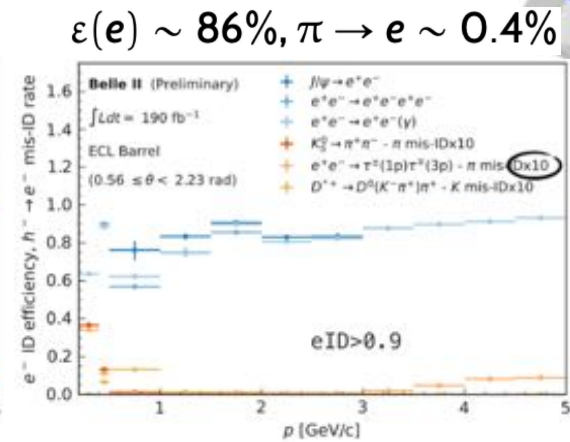 ε(e) ~ 86%, π → e ~ 0.4%
Belle II (Preliminary)
∫Ldt = 190 fb⁻¹
ECL Barrel
(0.56 ≤ θ < 2.23 rad)
J/ψ → e⁺e⁻
e⁺e⁻ → e⁺e⁻e⁺e⁻
e⁺e⁻ → e⁺e⁻(γ)
K⁰ₛ → π⁺π⁻ - π mis-IDx10
e⁺e⁻ → τ±(1p)τ±(3p) - π mis-IDx10
D*⁺ → D⁰(K⁻π⁺)π⁺ - K mis-IDx10
eID>0.9
e⁻ ID efficiency, h⁻ → e⁻ mis-ID rate
1.6
1.4
1.2
1.0
0.8
0.6
0.4
0.2
0.0
1 2 3 4 5
p [GeV/c]